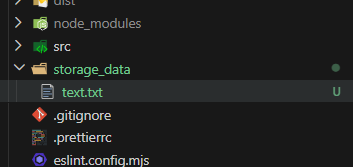 dist
node_modules
src
storage_data
text.txt U
.gitignore
.prettierrc
eslint.config.mjs